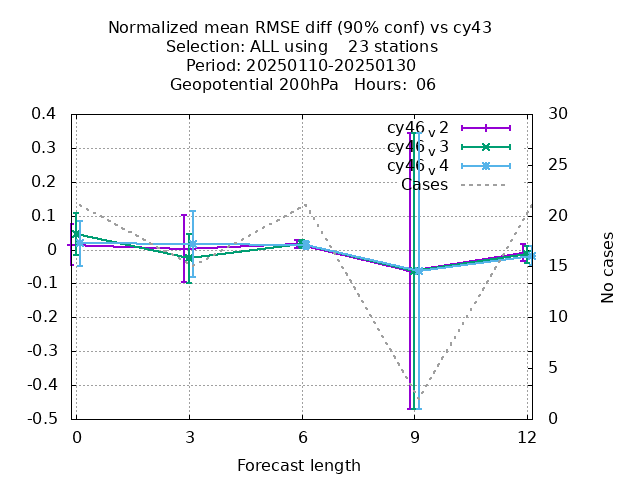 Normalized mean RMSE diff (90% conf) vs cy43
Selection: ALL using    23 stations
Period: 20250110-20250130
Geopotential 200hPa   Hours:  06
cy46_v2
cy46_v3
cy46_v4
Cases
0.4
0.3
0.2
0.1
0
-0.1
-0.2
-0.3
-0.4
-0.5
30
25
20
15
10
5
0
No cases
0 3 6 9 12
Forecast length